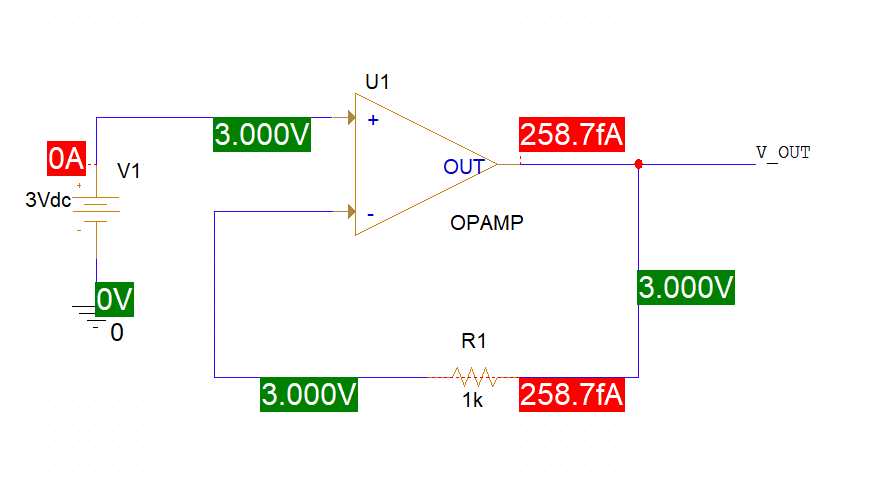 U1
+
3.000V
258.7fA
V_OUT
0A
V1
OUT
+
3Vdc
-
OPAMP
-
0V
3.000V
0
R1
3.000V
1k
258.7fA